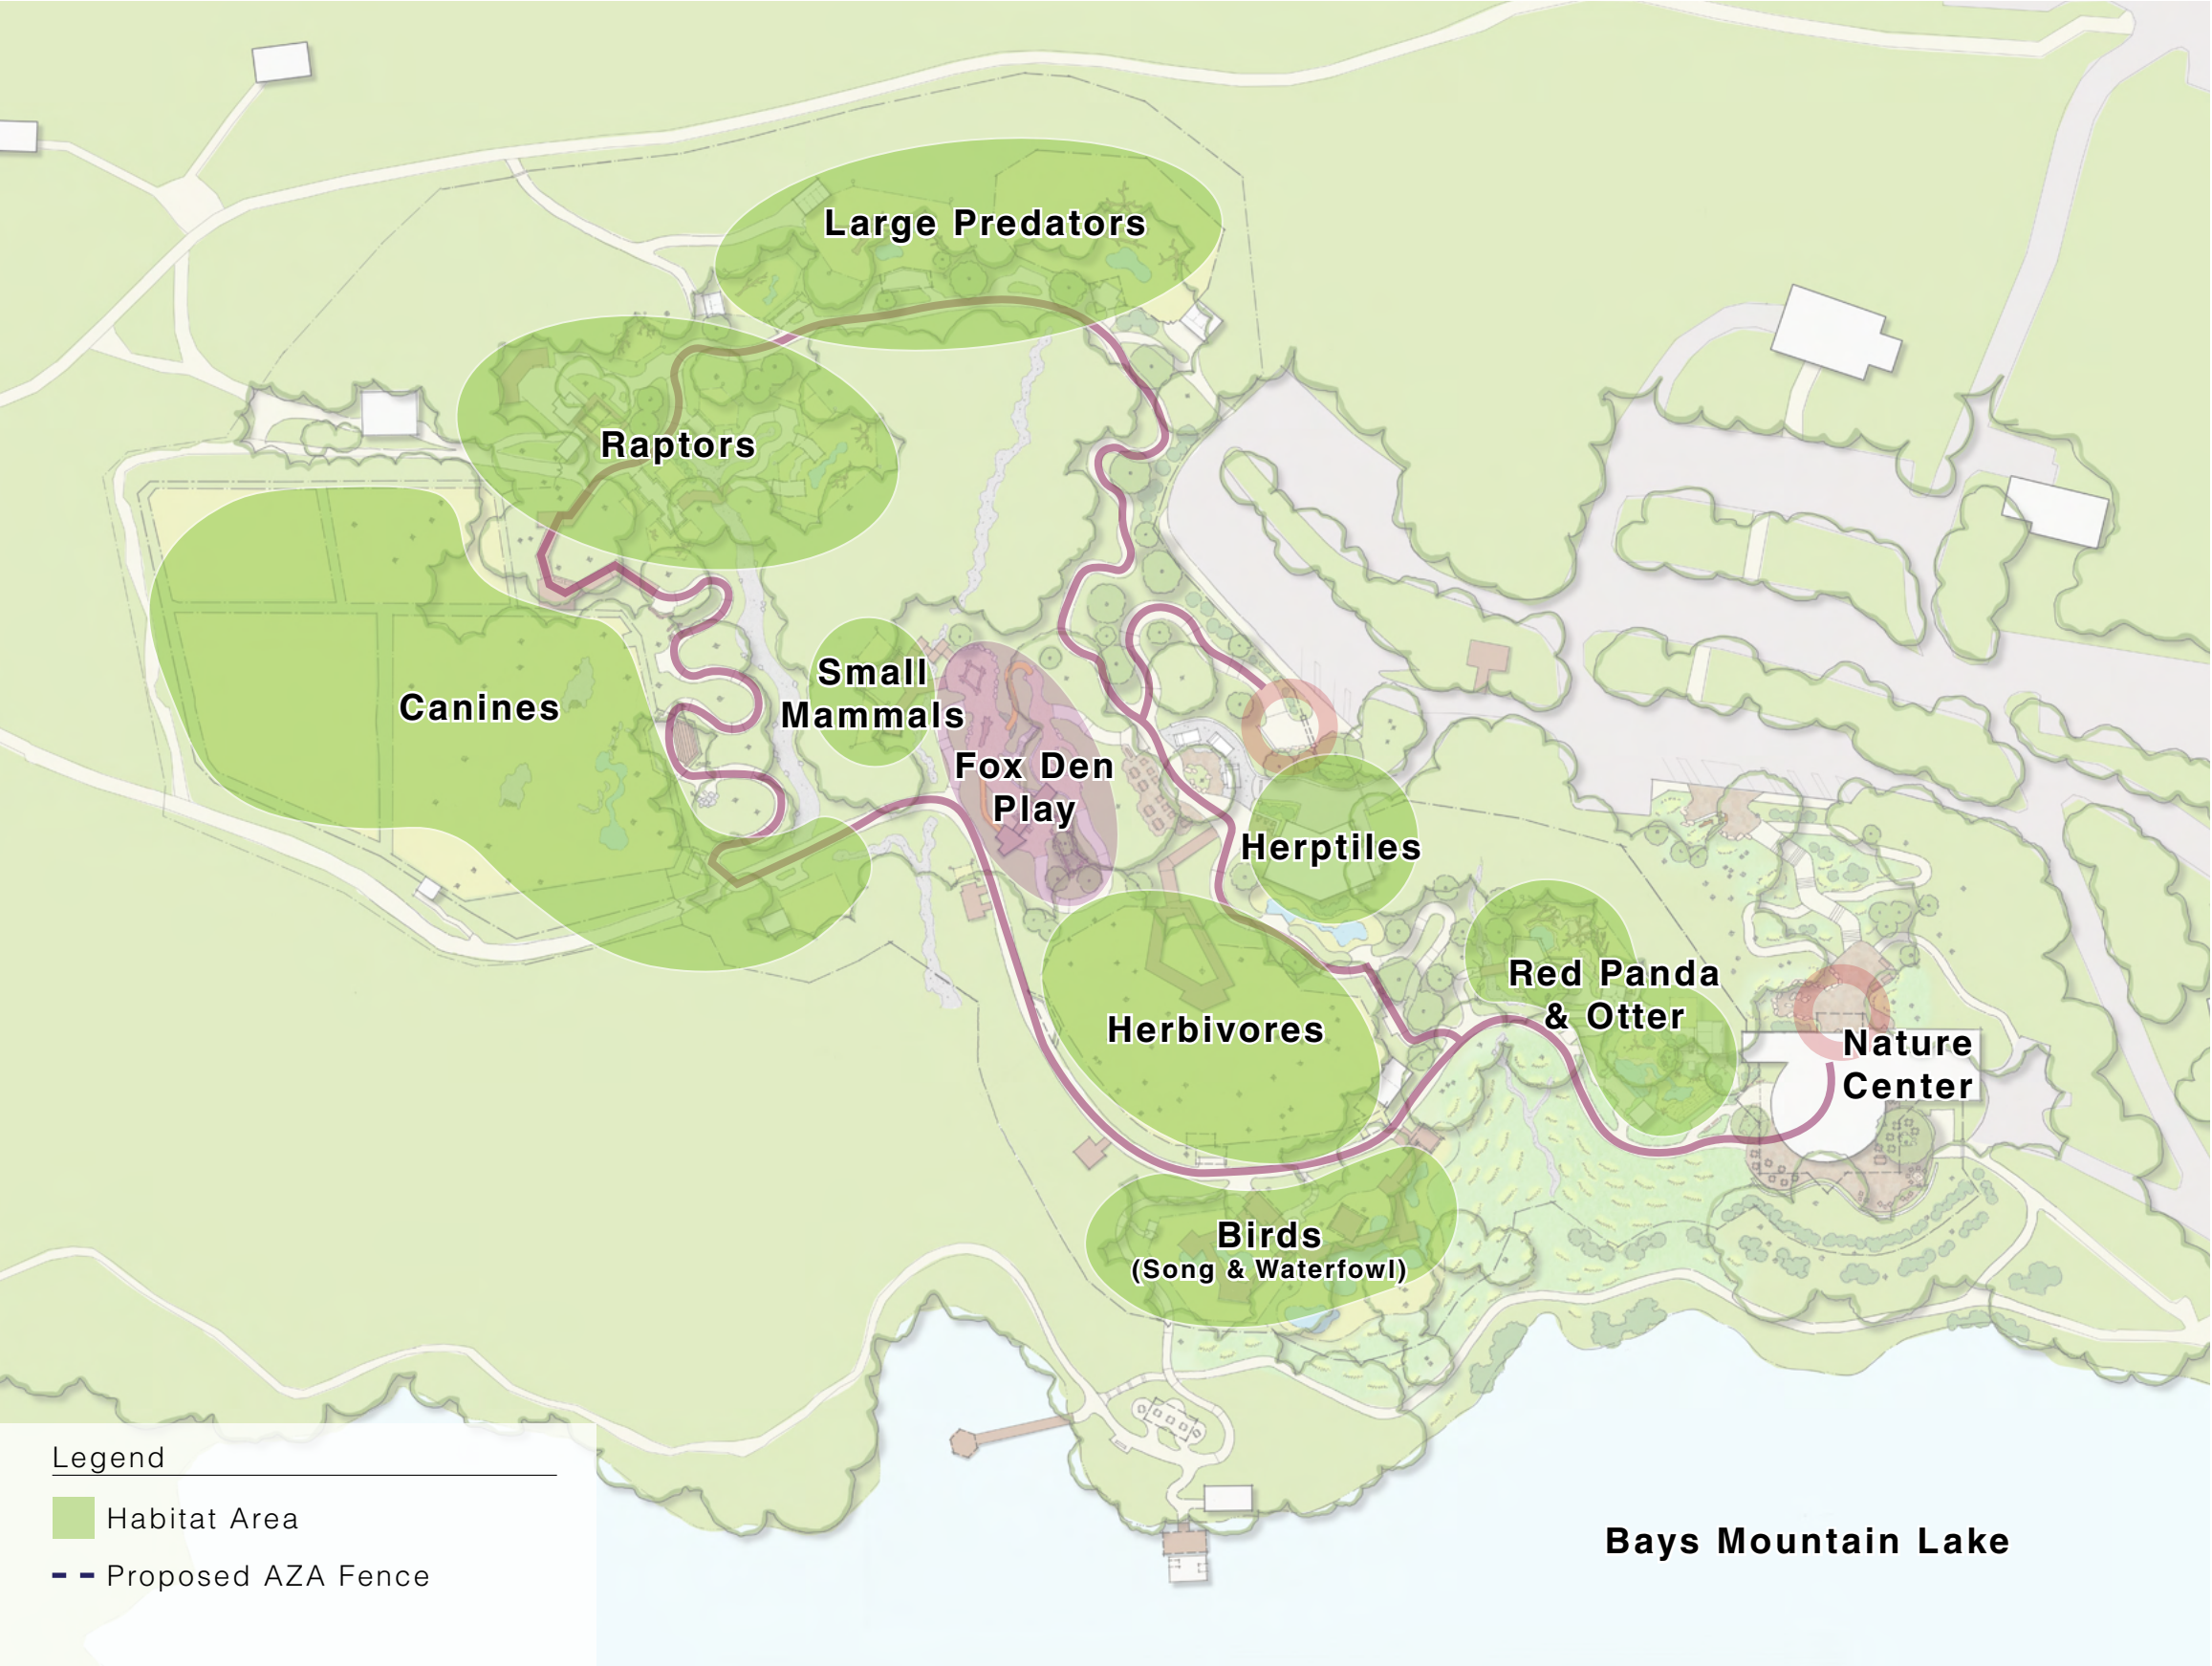 Large Predators
Raptors
Canines
Small
Mammals
Fox Den
Play
Herptiles
Red Panda
& Otter
Herbivores
Nature
Center
Birds
(Song & Waterfowl)
Legend
Habitat Area
Proposed AZA Fence
Bays Mountain Lake